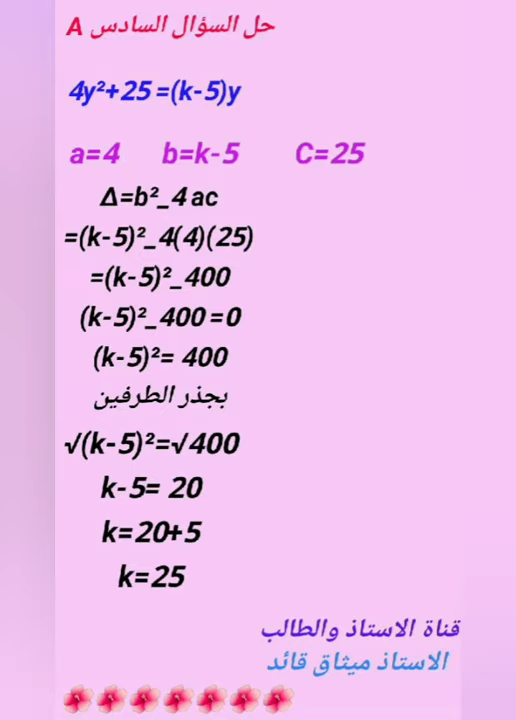 حل السؤال السادس A
4y²+25=(k-5)y
a=4 b=k-5 C=25
Δ=b²_4 ac
=(k-5)²_4(4)(25)
=(k-5)²_400
(k-5)²_400=0
(k-5)²= 400
بجذر الطرفين
√(k-5)²=√400
k-5= 20
k=20+5
k=25
قناة الاستاذ والطالب
الاستاذ ميثاق قائد